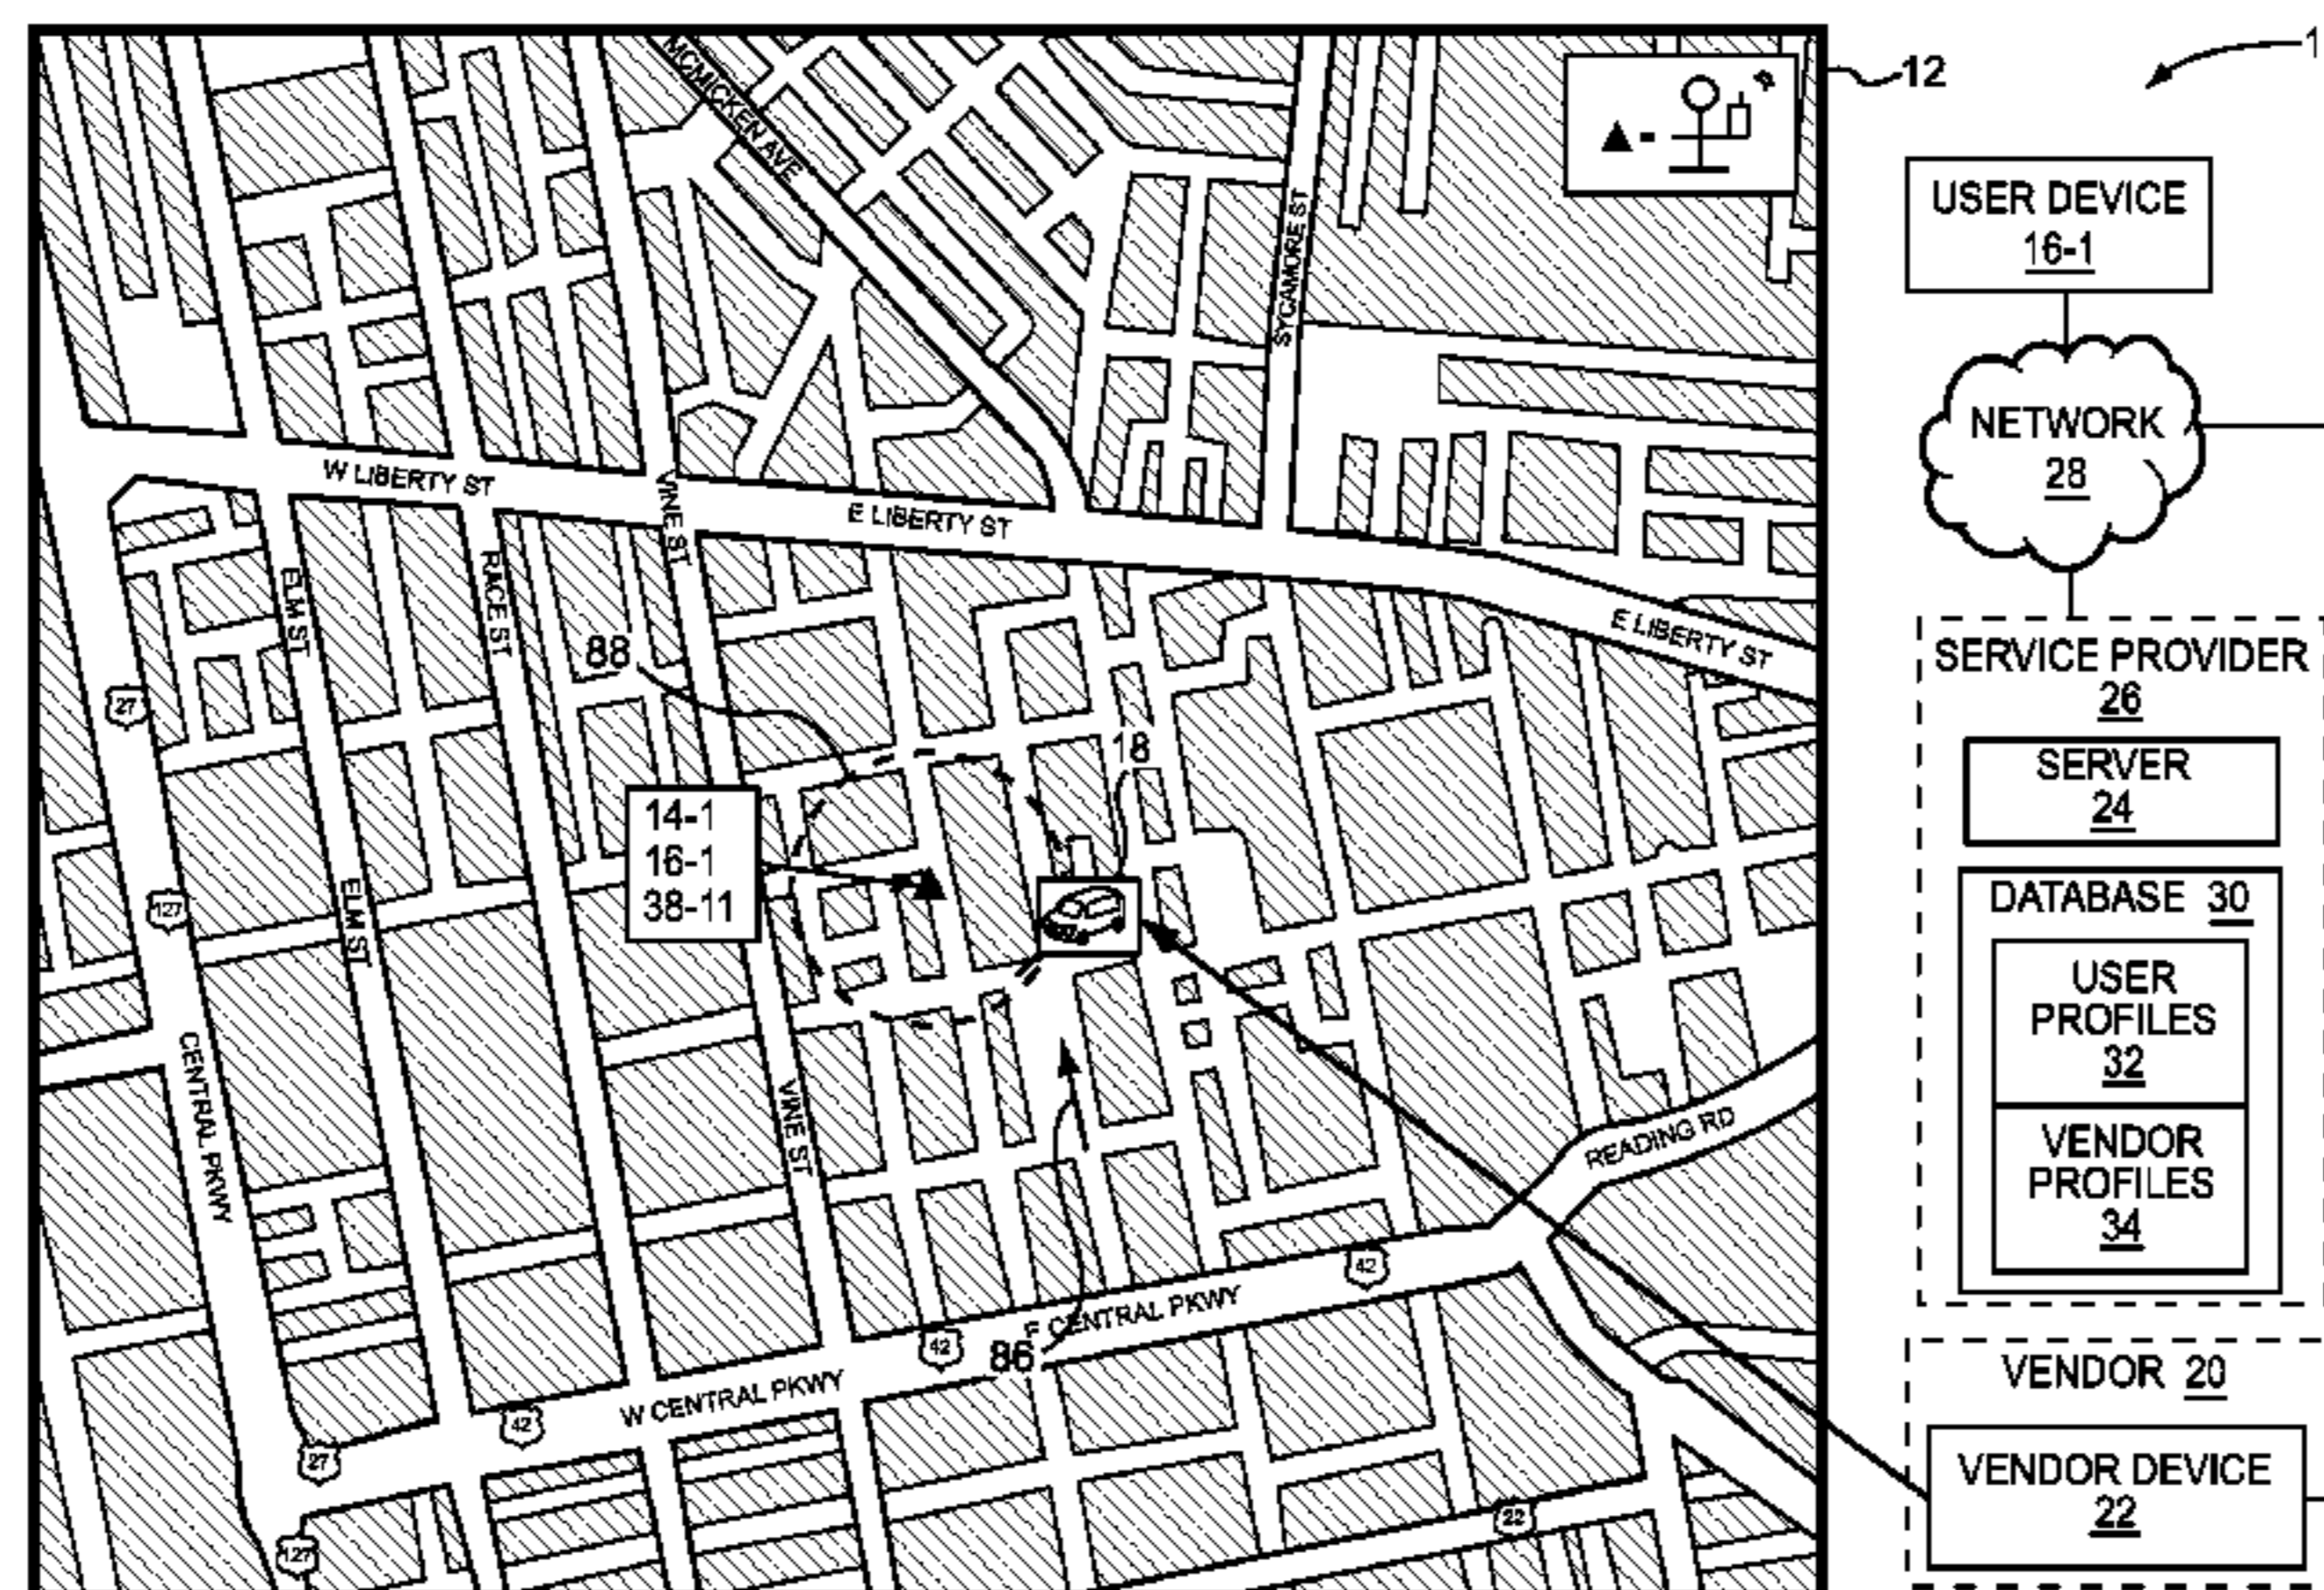 MCMICKEN AVE
12
1
SYCAMORE ST
USER DEVICE
16-1
NETWORK
28
W LIBERTY ST
VINE ST
E LIBERTY ST
ELM ST
RACE ST
E LIBERTY ST
88
27
18
SERVICE PROVIDER
26
SERVER
24
14-1
16-1
38-11
127
ELM ST
DATABASE 30
USER
PROFILES
32
VENDOR
PROFILES
34
CENTRAL PKWY
VINE ST
READING RD
42
E CENTRAL PKWY
42
86
W CENTRAL PKWY
42
27
VENDOR 20
VENDOR DEVICE
22
22
127